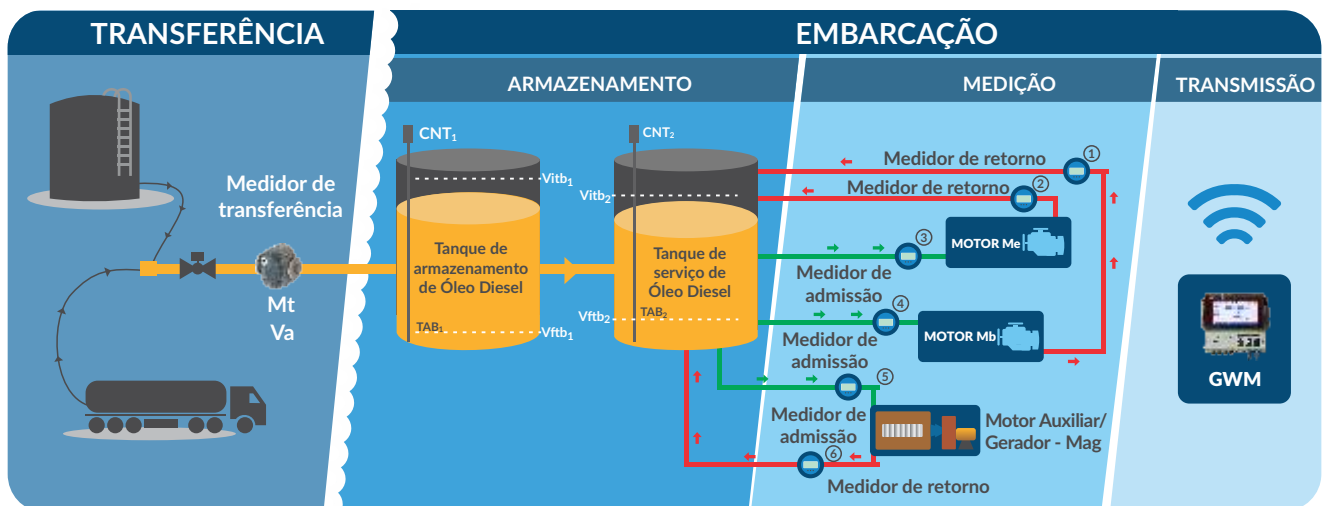 TRANSFERÊNCIA
EMBARCAÇÃO
ARMAZENAMENTO
MEDIÇÃO
TRANSMISSÃO
Medidor de
transferência
Mt
Va
CNT₁
Vitb₁
Tanque de
armazenamento
de Óleo Diesel
TAB₁
Vftb₁
CNT₂
Vitb₂
Tanque de
serviço de
Óleo Diesel
TAB₂
Vftb₂
Medidor de retorno
1
Medidor de retorno
2
MOTOR Me
3
Medidor de
admissão
4
MOTOR Mb
Medidor de
admissão
5
Medidor de
admissão
Motor Auxiliar/
Gerador - Mag
6
Medidor de retorno
GWM